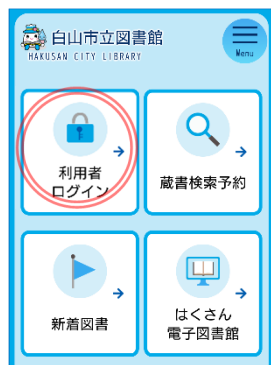 白山市立図書館
HAKUSAN CITY LIBRARY
Menu
利用者
ログイン
蔵書検索予約
新着図書
はくさん
電子図書館